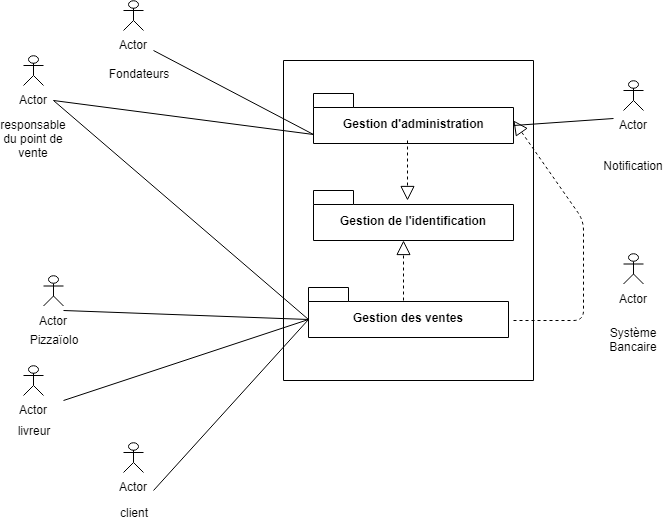 Actor
Fondateurs
Actor
responsable
du point de
vente
Gestion d'administration
Actor
Notification
Gestion de l'identification
Actor
Système
Bancaire
Gestion des ventes
Actor
Pizzaïolo
Actor
livreur
Actor
client